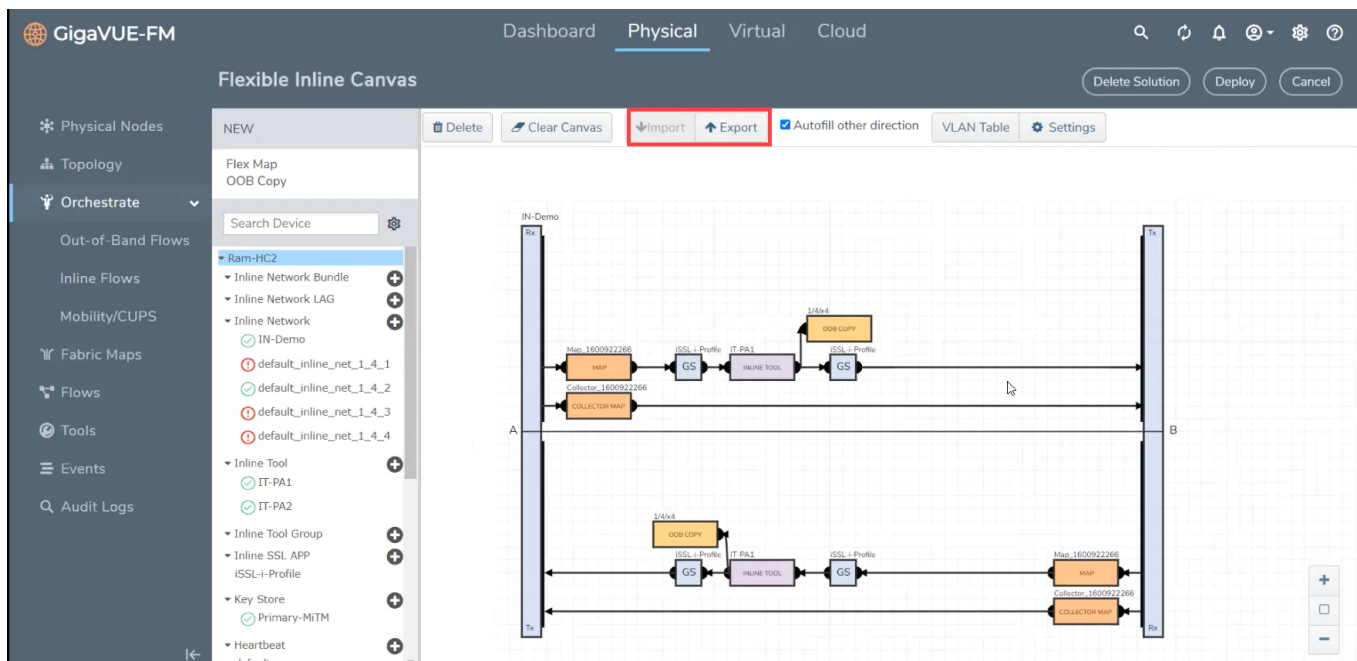 GigaVUE-FM
Dashboard Physical Virtual Cloud
Flexible Inline Canvas
Delete Solution Deploy Cancel
Physical Nodes
Topology
Orchestrate
Out-of-Band Flows
Inline Flows
Mobility/CUPS
Fabric Maps
Flows
Tools
Events
Audit Logs
NEW
Flex Map
OOB Copy
Search Device
Ram-HC2
Inline Network Bundle
Inline Network LAG
Inline Network
IN-Demo
default_inline_net_1_4_1
default_inline_net_1_4_2
default_inline_net_1_4_3
default_inline_net_1_4_4
Inline Tool
IT-PA1
IT-PA2
Inline Tool Group
Inline SSL APP
iSSL-i-Profile
Key Store
Primary-MiTM
Heartbeat
Delete Clear Canvas Import Export Autofill other direction VLAN Table Settings
IN-Demo
Rx Tx
1/4/x4
OOB COPY
Map_1600922266 iSSL-i-Profile IT-PA1 iSSL-i-Profile
MAP GS INLINE TOOL GS
Collector_1600922266
COLLECTOR MAP
A B
1/4/x4
OOB COPY
iSSL-i-Profile IT-PA1 iSSL-i-Profile Map_1600922266
GS INLINE TOOL GS MAP
Collector_1600922266
COLLECTOR MAP
Tx Rx